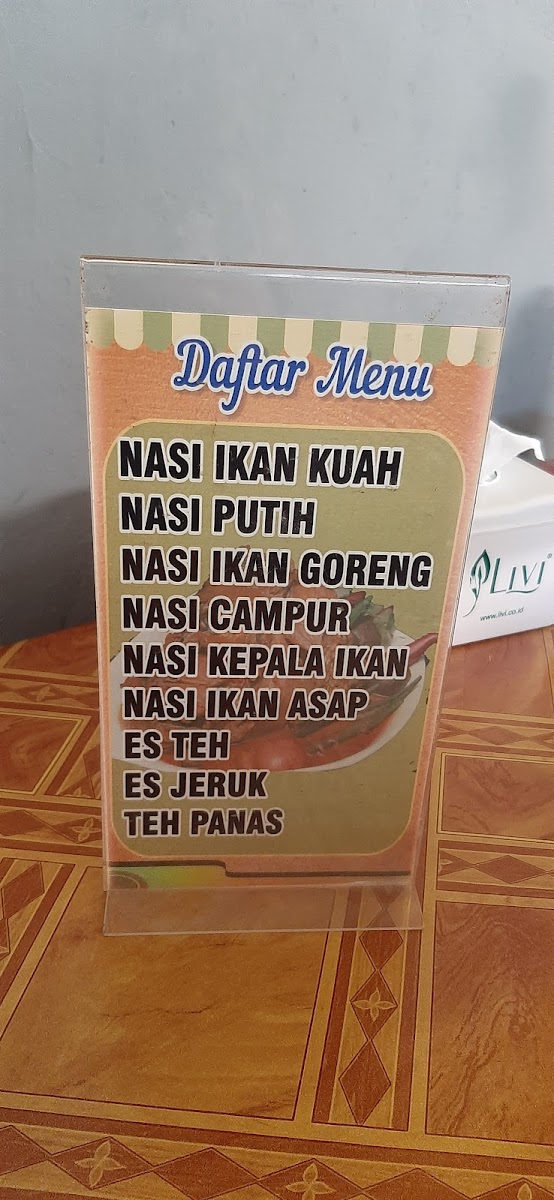 Daftar Menu
NASI IKAN KUAH
NASI PUTIH
NASI IKAN GORENG
NASI CAMPUR
NASI KEPALA IKAN
NASI IKAN ASAP
ES TEH
ES JERUK
TEH PANAS
LIVI®
www.livi.co.id